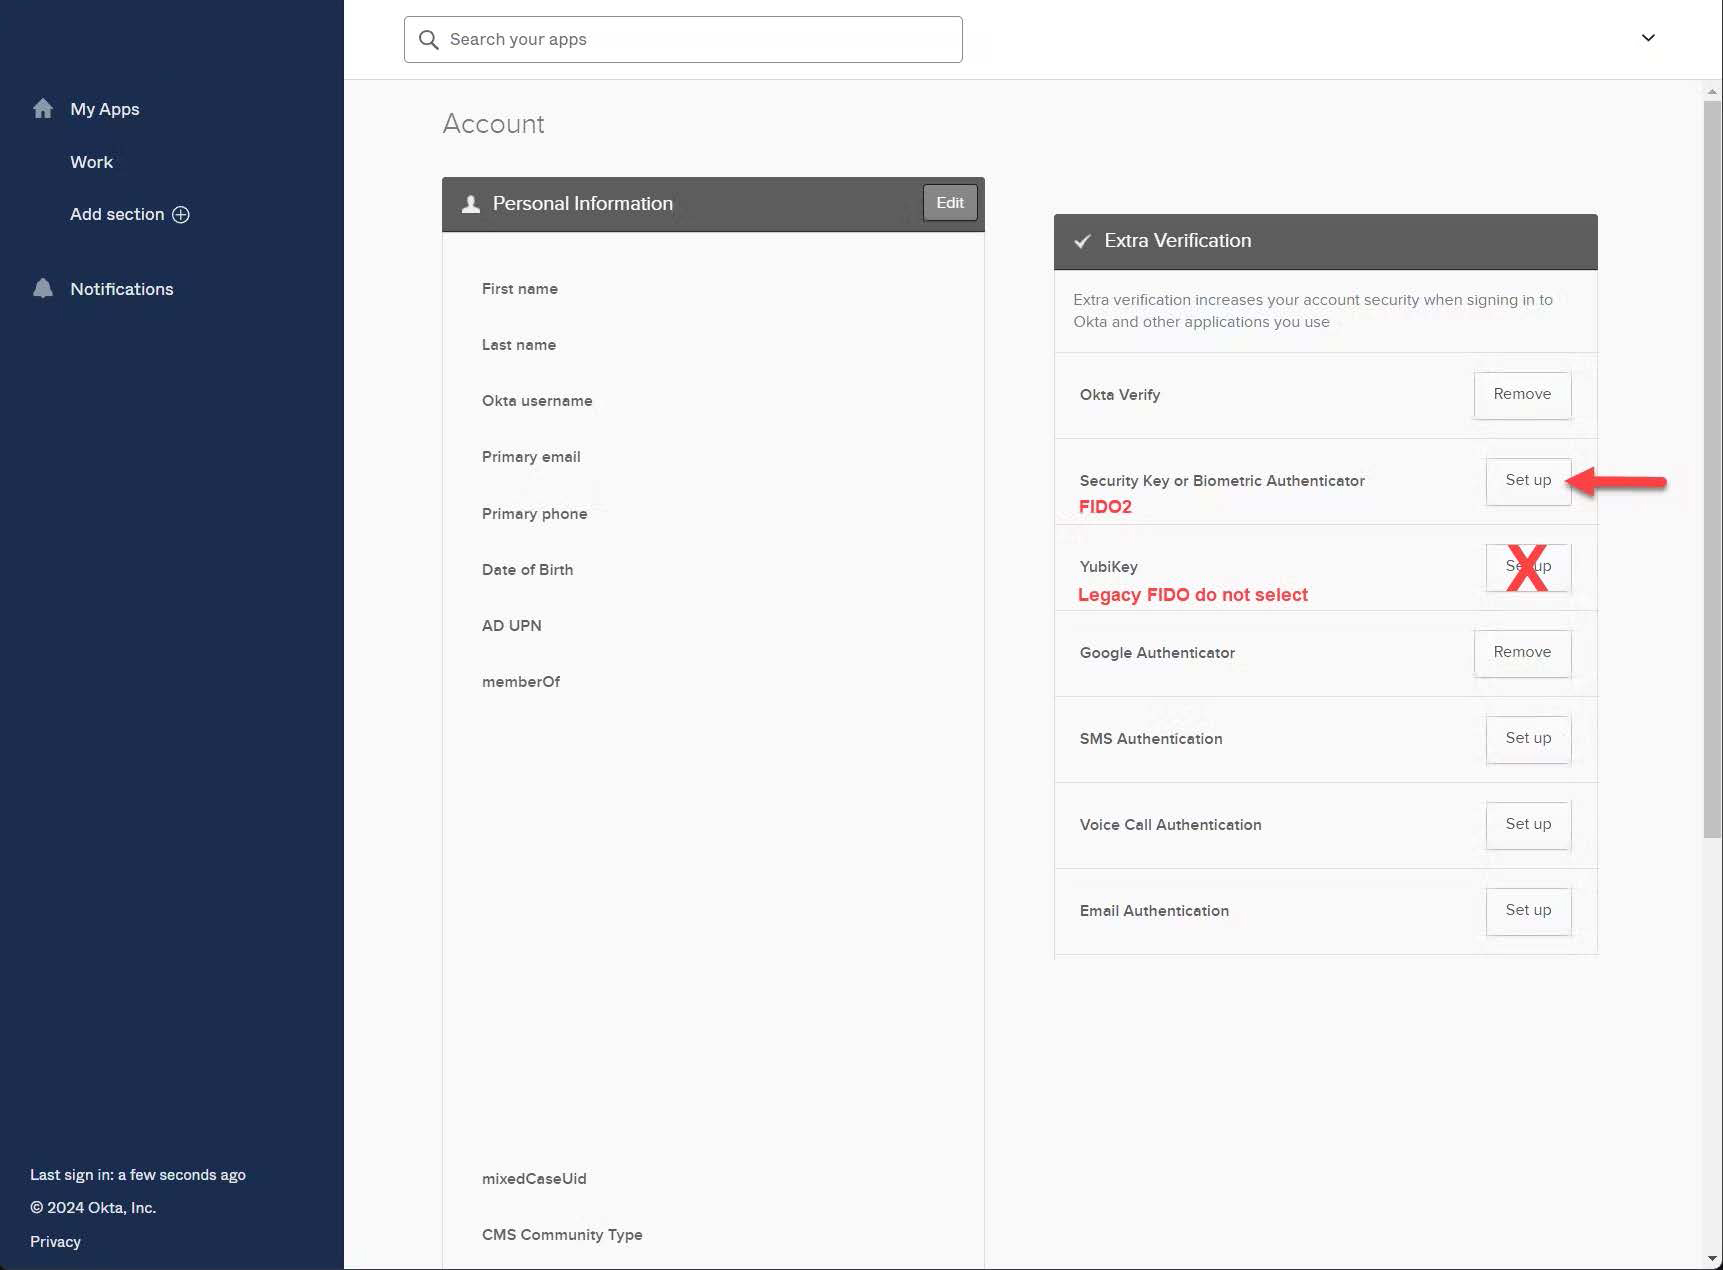 Search your apps
My Apps
Work
Add section
Notifications
Last sign in: a few seconds ago
© 2024 Okta, Inc.
Privacy
Account
Personal Information
Edit
First name
Last name
Okta username
Primary email
Primary phone
Date of Birth
AD UPN
memberOf
mixedCaseUid
CMS Community Type
Extra Verification
Extra verification increases your account security when signing in to
Okta and other applications you use
Okta Verify
Remove
Security Key or Biometric Authenticator
Set up
FIDO2
YubiKey
Set up
X
Legacy FIDO do not select
Google Authenticator
Remove
SMS Authentication
Set up
Voice Call Authentication
Set up
Email Authentication
Set up